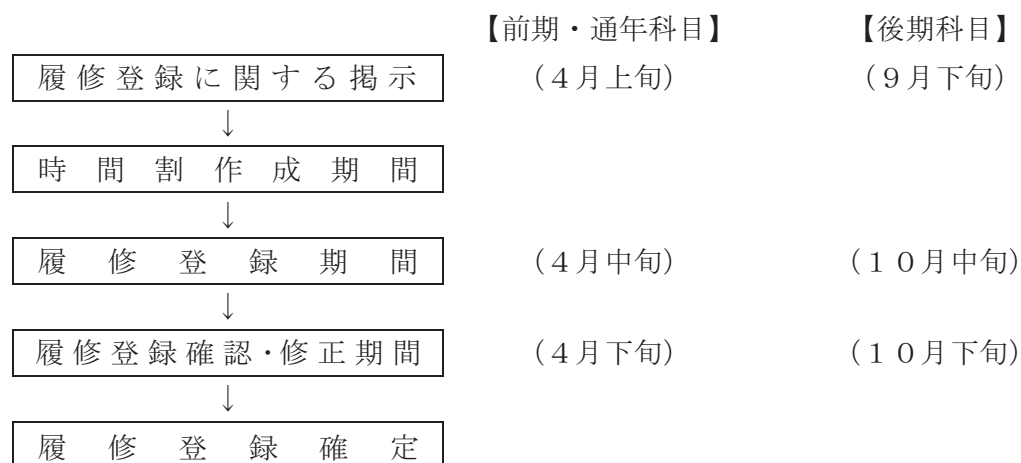 【前期・通年科目】 【後期科目】
履修登録に関する掲示 (4月上旬) (9月下旬)
↓
時間割作成期間
↓
履修登録期間 (4月中旬) (10月中旬)
↓
履修登録確認・修正期間 (4月下旬) (10月下旬)
↓
履修登録確定